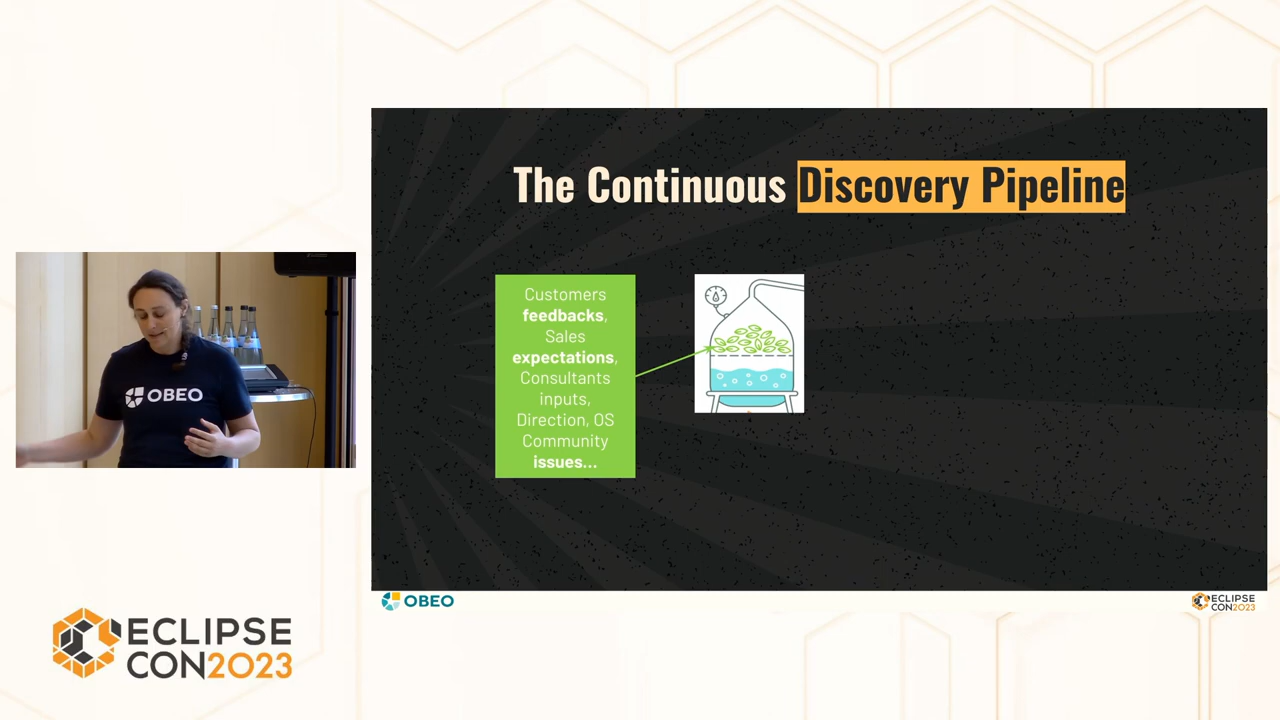 The Continuous Discovery Pipeline
Customers
feedbacks,
Sales
expectations,
Consultants
inputs,
Direction, OS
Community
issues...
OBEO
OBEO
ECLIPSE
CON2023
ECLIPSE
CON2023